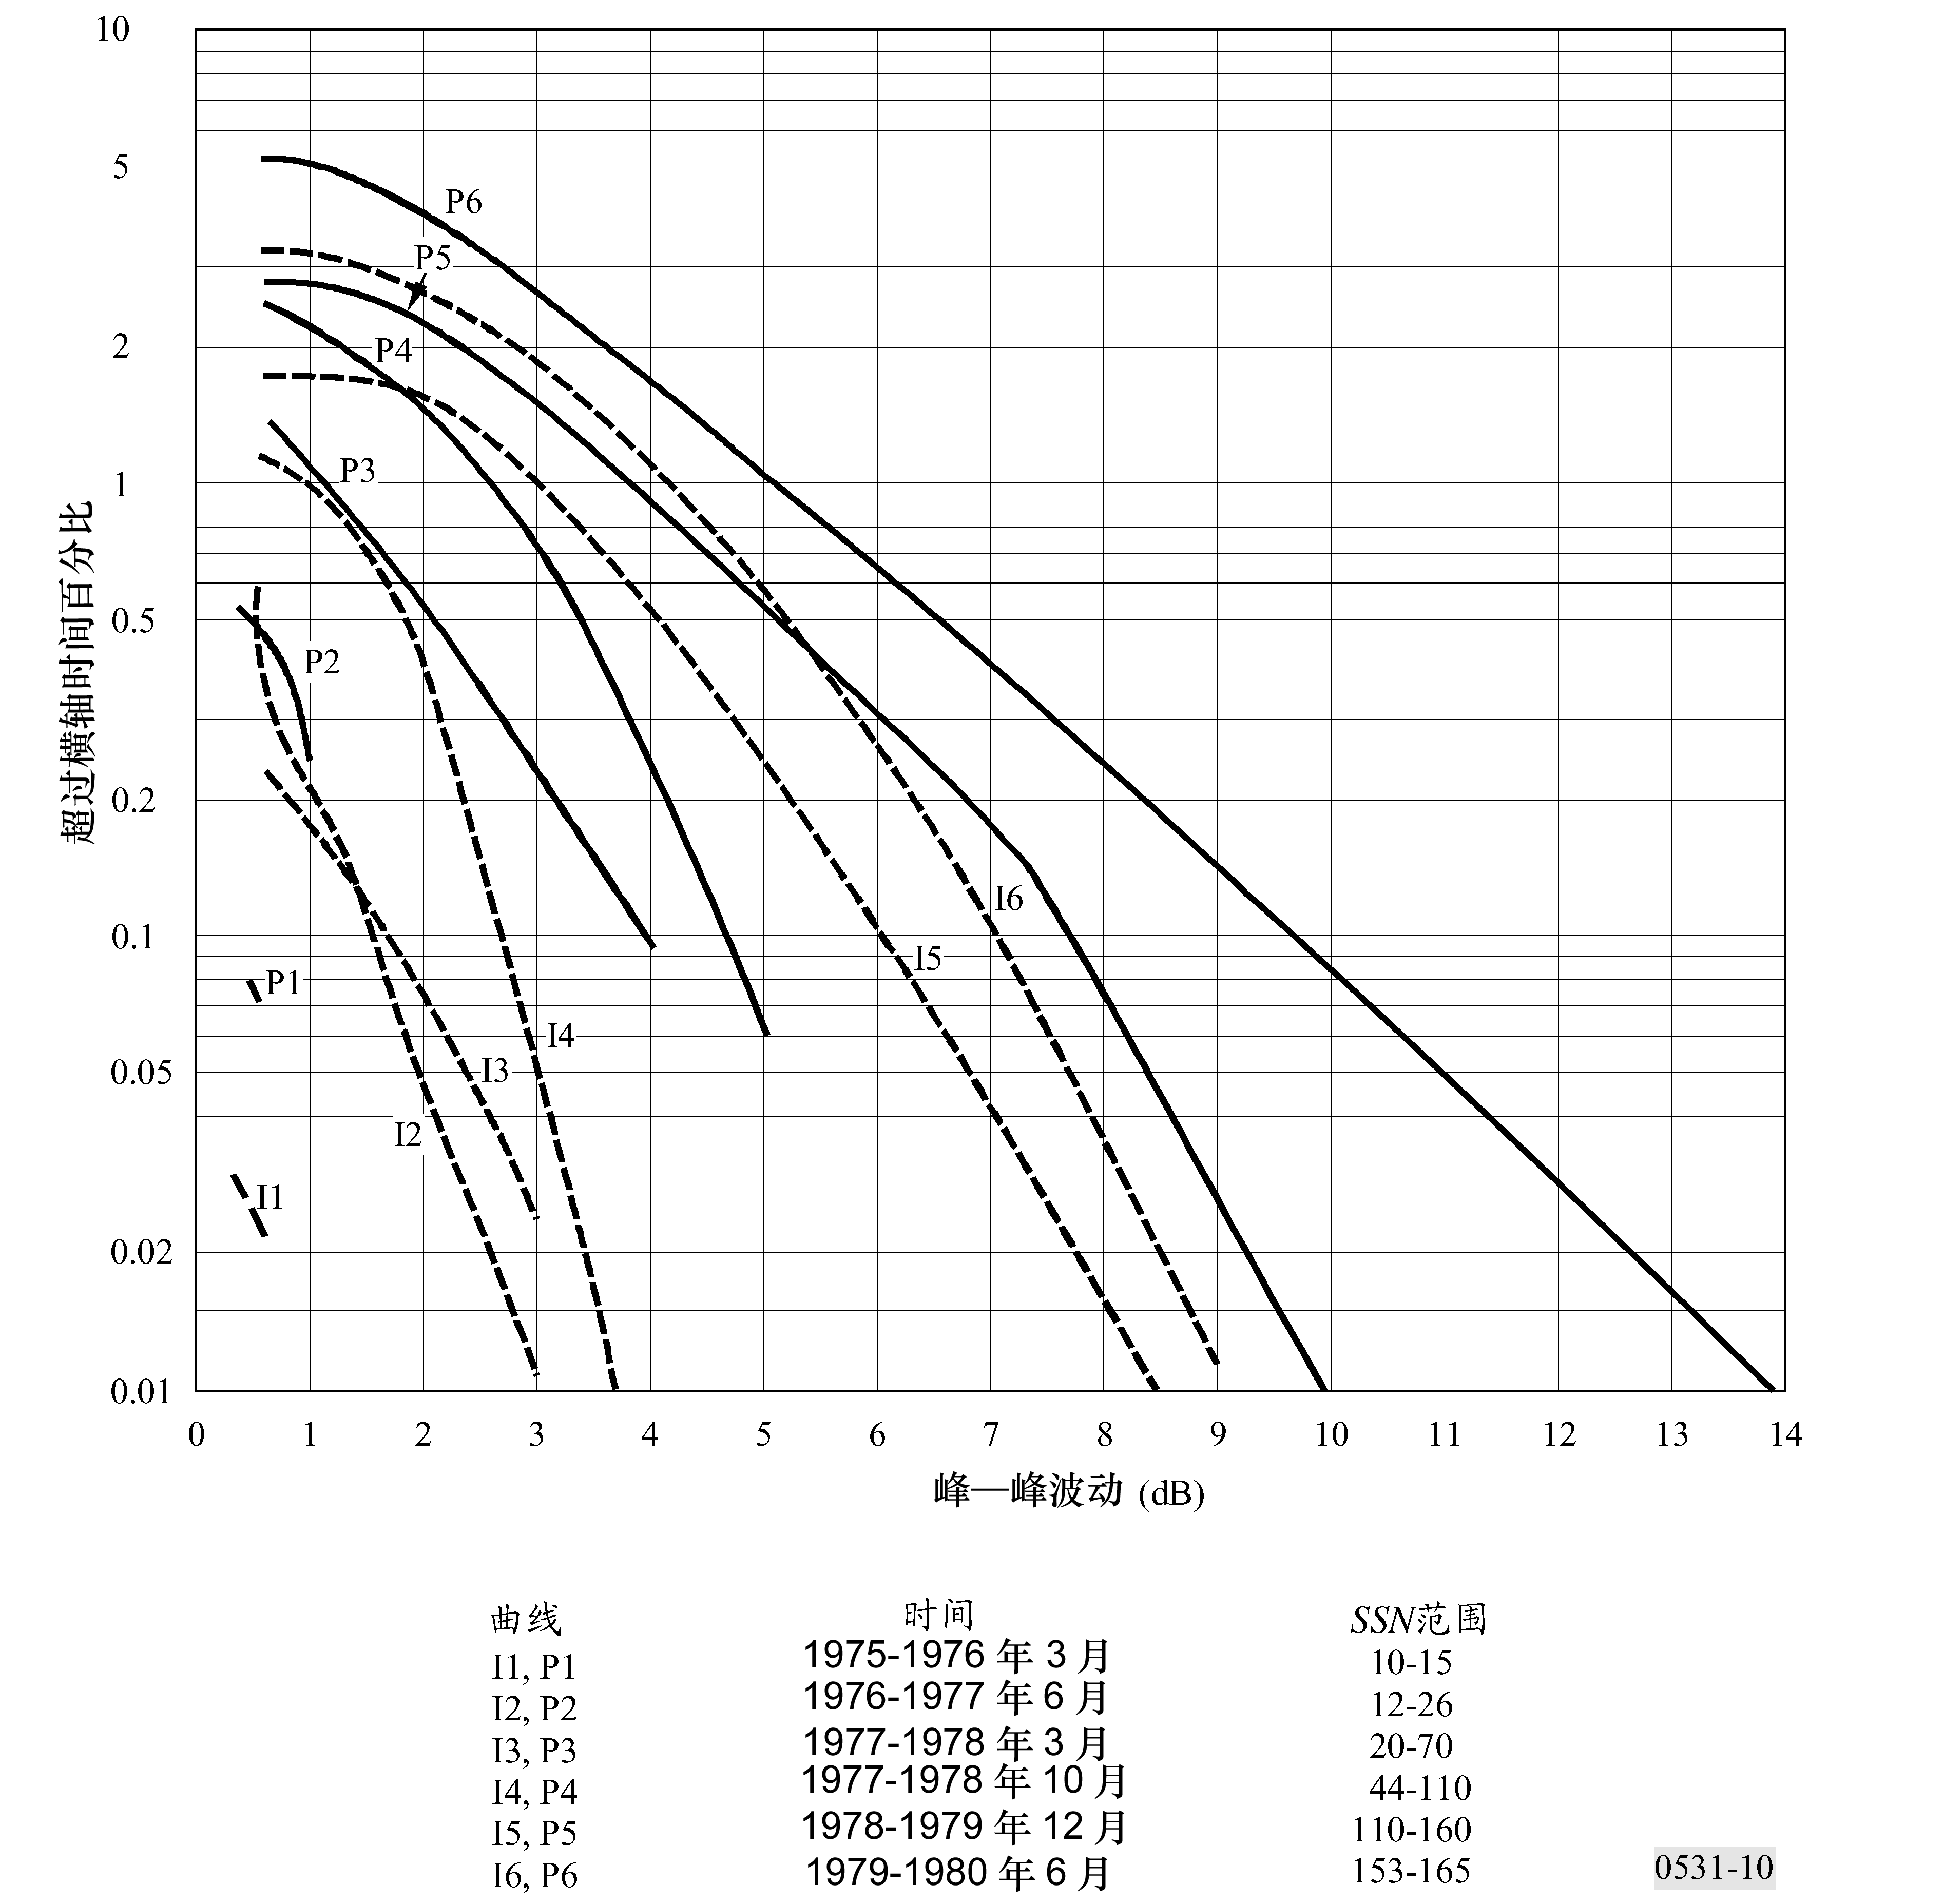 10
5
2
1
0.5
0.2
0.1
0.05
0.02
0.01
超过横轴时间百分比
P6
P5
P4
P3
P2
P1
I6
I5
I4
I3
I2
I1
0 1 2 3 4 5 6 7 8 9 10 11 12 13 14
峰—峰波动 (dB)
曲线 时间 SSN范围
I1, P1 1975-1976 年 3 月 10-15
I2, P2 1976-1977 年 6 月 12-26
I3, P3 1977-1978 年 3 月 20-70
I4, P4 1977-1978 年 10 月 44-110
I5, P5 1978-1979 年 12 月 110-160
I6, P6 1979-1980 年 6 月 153-165
0531-10